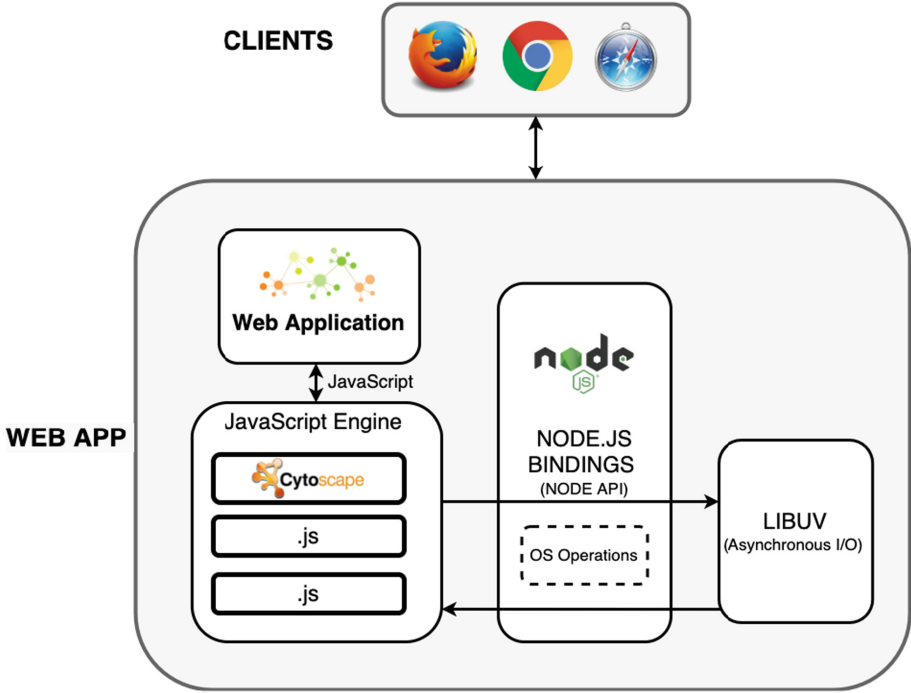 CLIENTS
Web Application
JavaScript
WEB APP
JavaScript Engine
Cytoscape
.js
.js
node
JS
NODE.JS
BINDINGS
(NODE API)
OS Operations
LIBUV
(Asynchronous I/O)